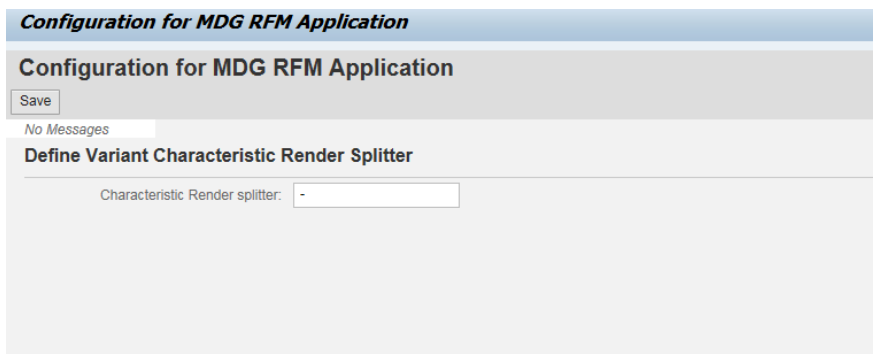 Configuration for MDG RFM Application
Configuration for MDG RFM Application
Save
No Messages
Define Variant Characteristic Render Splitter
Characteristic Render splitter: -